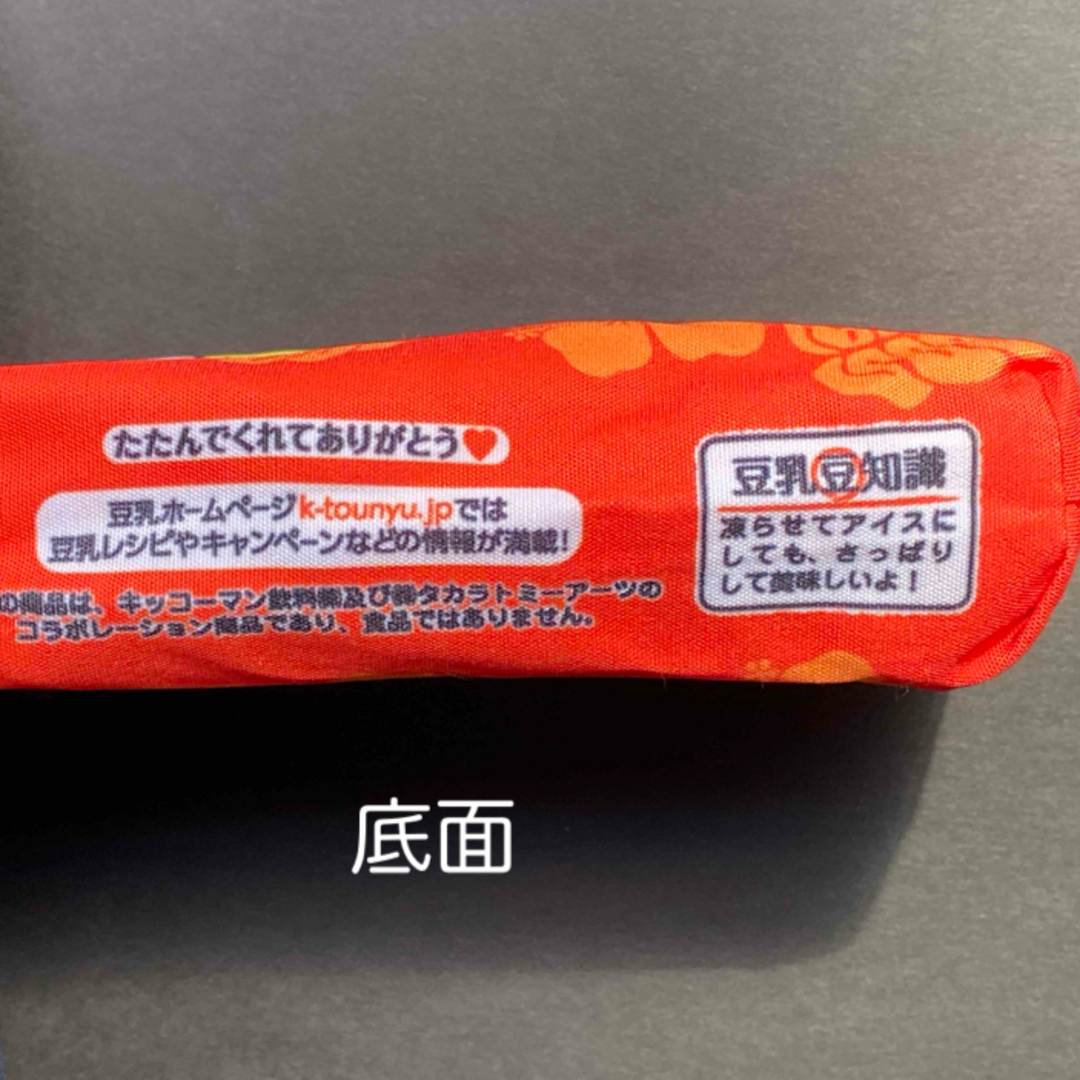 たたんでくれてありがとう♥
豆乳ホームページk-tounyu.jpでは
豆乳レシピやキャンペーンなどの情報が満載!
の商品は、キッコーマン飲料㈱及び㈱タカラトミーアーツの
コラボレーション商品であり、食品ではありません。
豆乳豆知識
凍らせてアイスに
しても、さっぱり
して美味しいよ!
底面